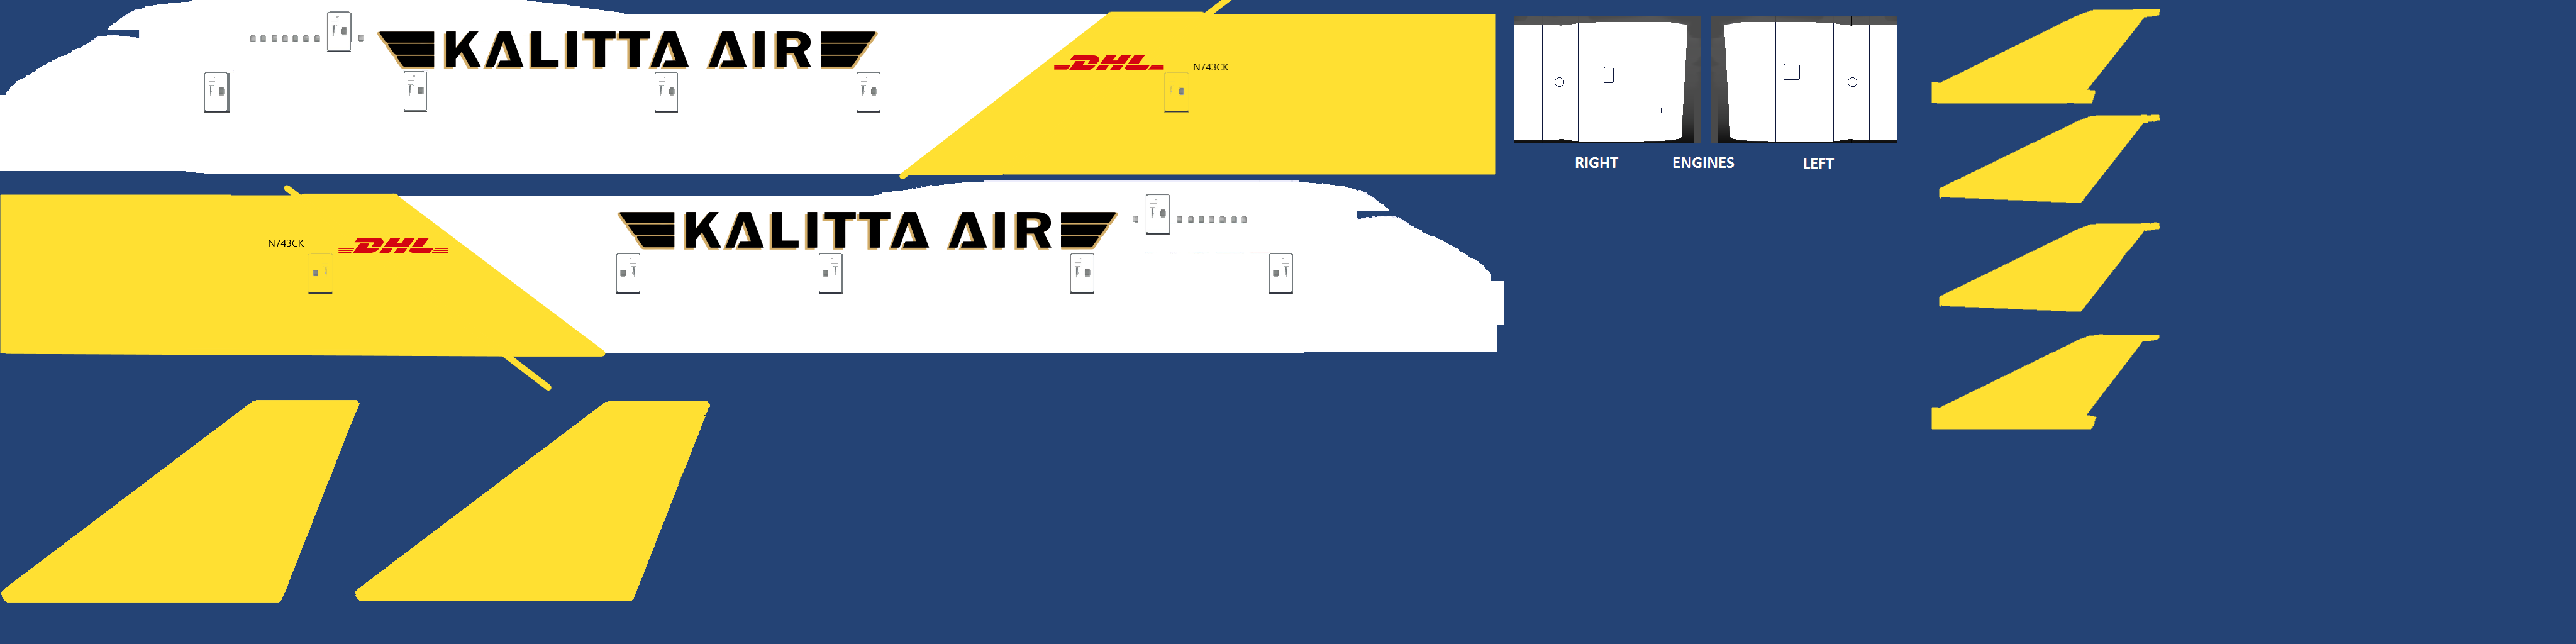 KALITTA AIR
DHL
N743CK
RIGHT
ENGINES
LEFT
N743CK
DHL
KALITTA AIR